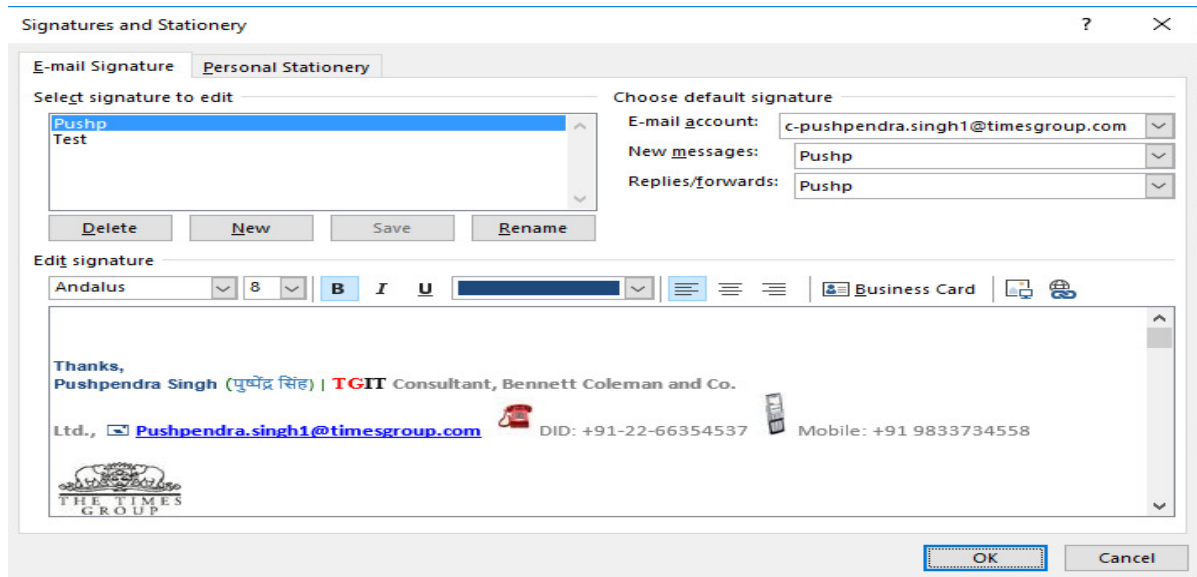 Signatures and Stationery ? ×
E-mail Signature Personal Stationery
Select signature to edit
Pushp
Test
Delete New Save Rename
Choose default signature
E-mail account: c-pushpendra.singh1@timesgroup.com
New messages: Pushp
Replies/forwards: Pushp
Edit signature
Andalus 8 B I U Business Card
Thanks,
Pushpendra Singh (पुष्पेंद्र सिंह) | TGIT Consultant, Bennett Coleman and Co.
Ltd., Pushpendra.singh1@timesgroup.com DID: +91-22-66354537 Mobile: +91 9833734558
THE TIMES
GROUP
OK Cancel